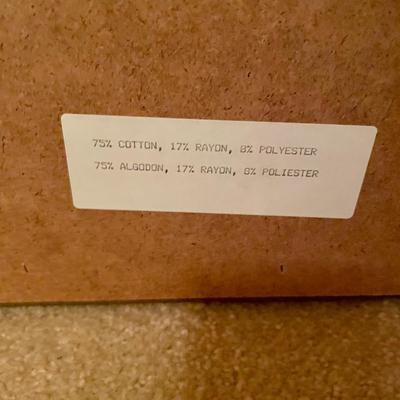 75% COTTON, 17% RAYON, 8% POLYESTER
75% ALGODON, 17% RAYON, 8% POLIESTER